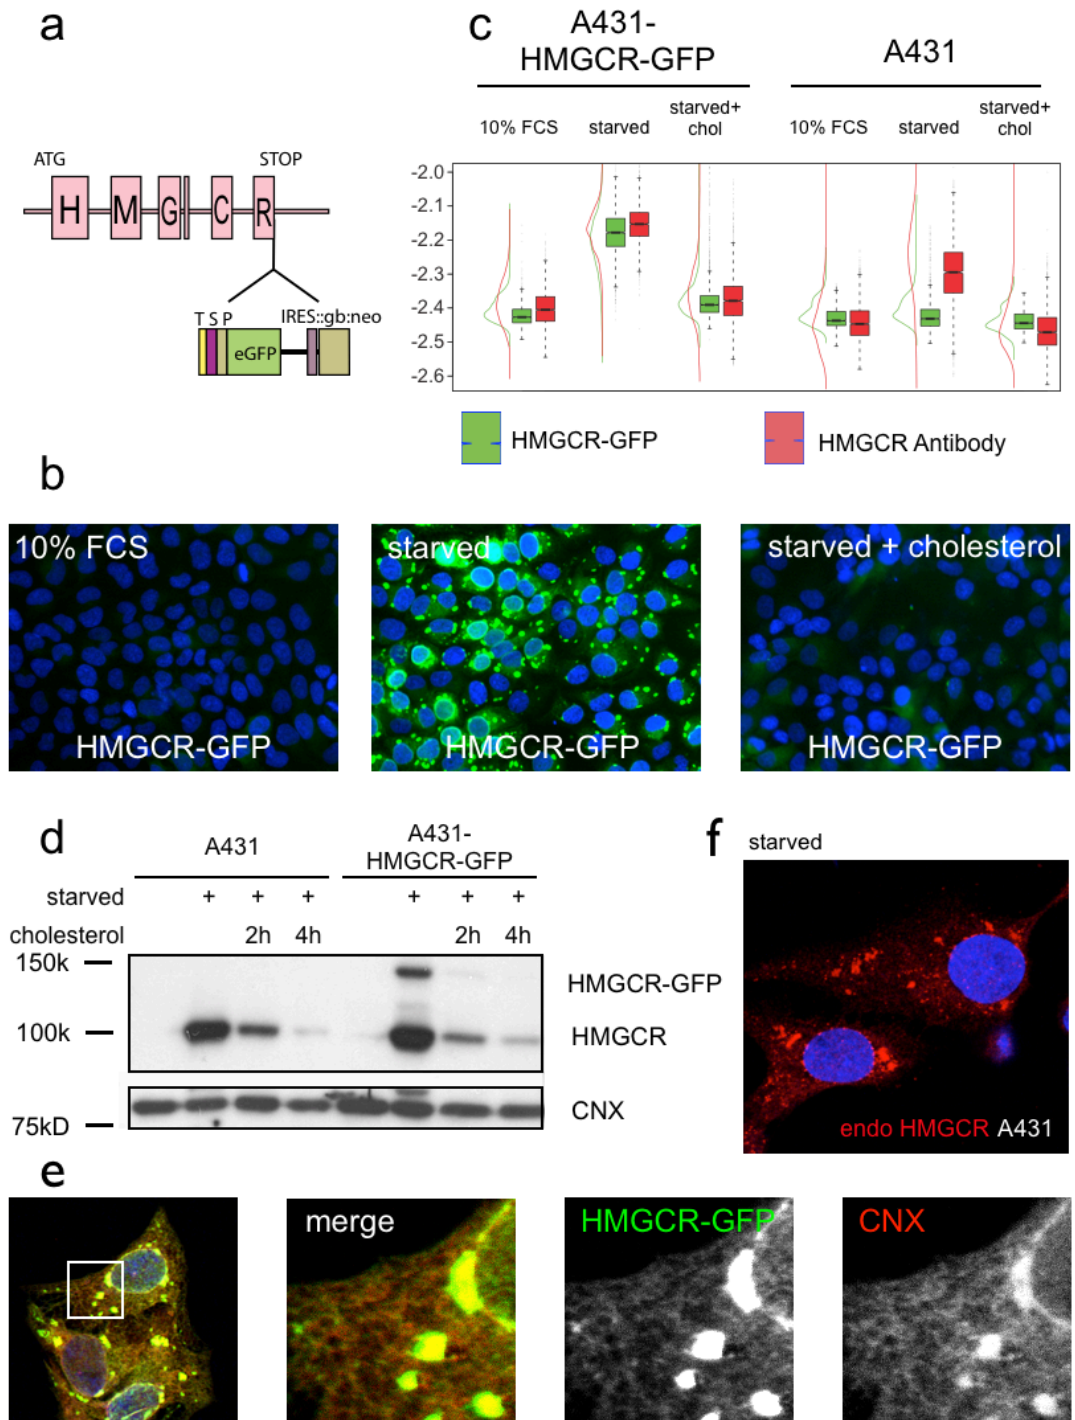 a
ATG STOP
H M G C R
T S P IRES::gb:neo
eGFP
c
A431-
HMGCR-GFP
A431
10% FCS starved starved+
chol
10% FCS starved starved+
chol
-2.0
-2.1
-2.2
-2.3
-2.4
-2.5
-2.6
HMGCR-GFP
HMGCR Antibody
b
10% FCS
HMGCR-GFP
starved
HMGCR-GFP
starved + cholesterol
HMGCR-GFP
d
A431
A431-
HMGCR-GFP
starved + + + + + +
cholesterol 2h 4h 2h 4h
150k
100k
75kD
HMGCR-GFP
HMGCR
CNX
f
starved
endo HMGCR A431
e
merge
HMGCR-GFP
CNX